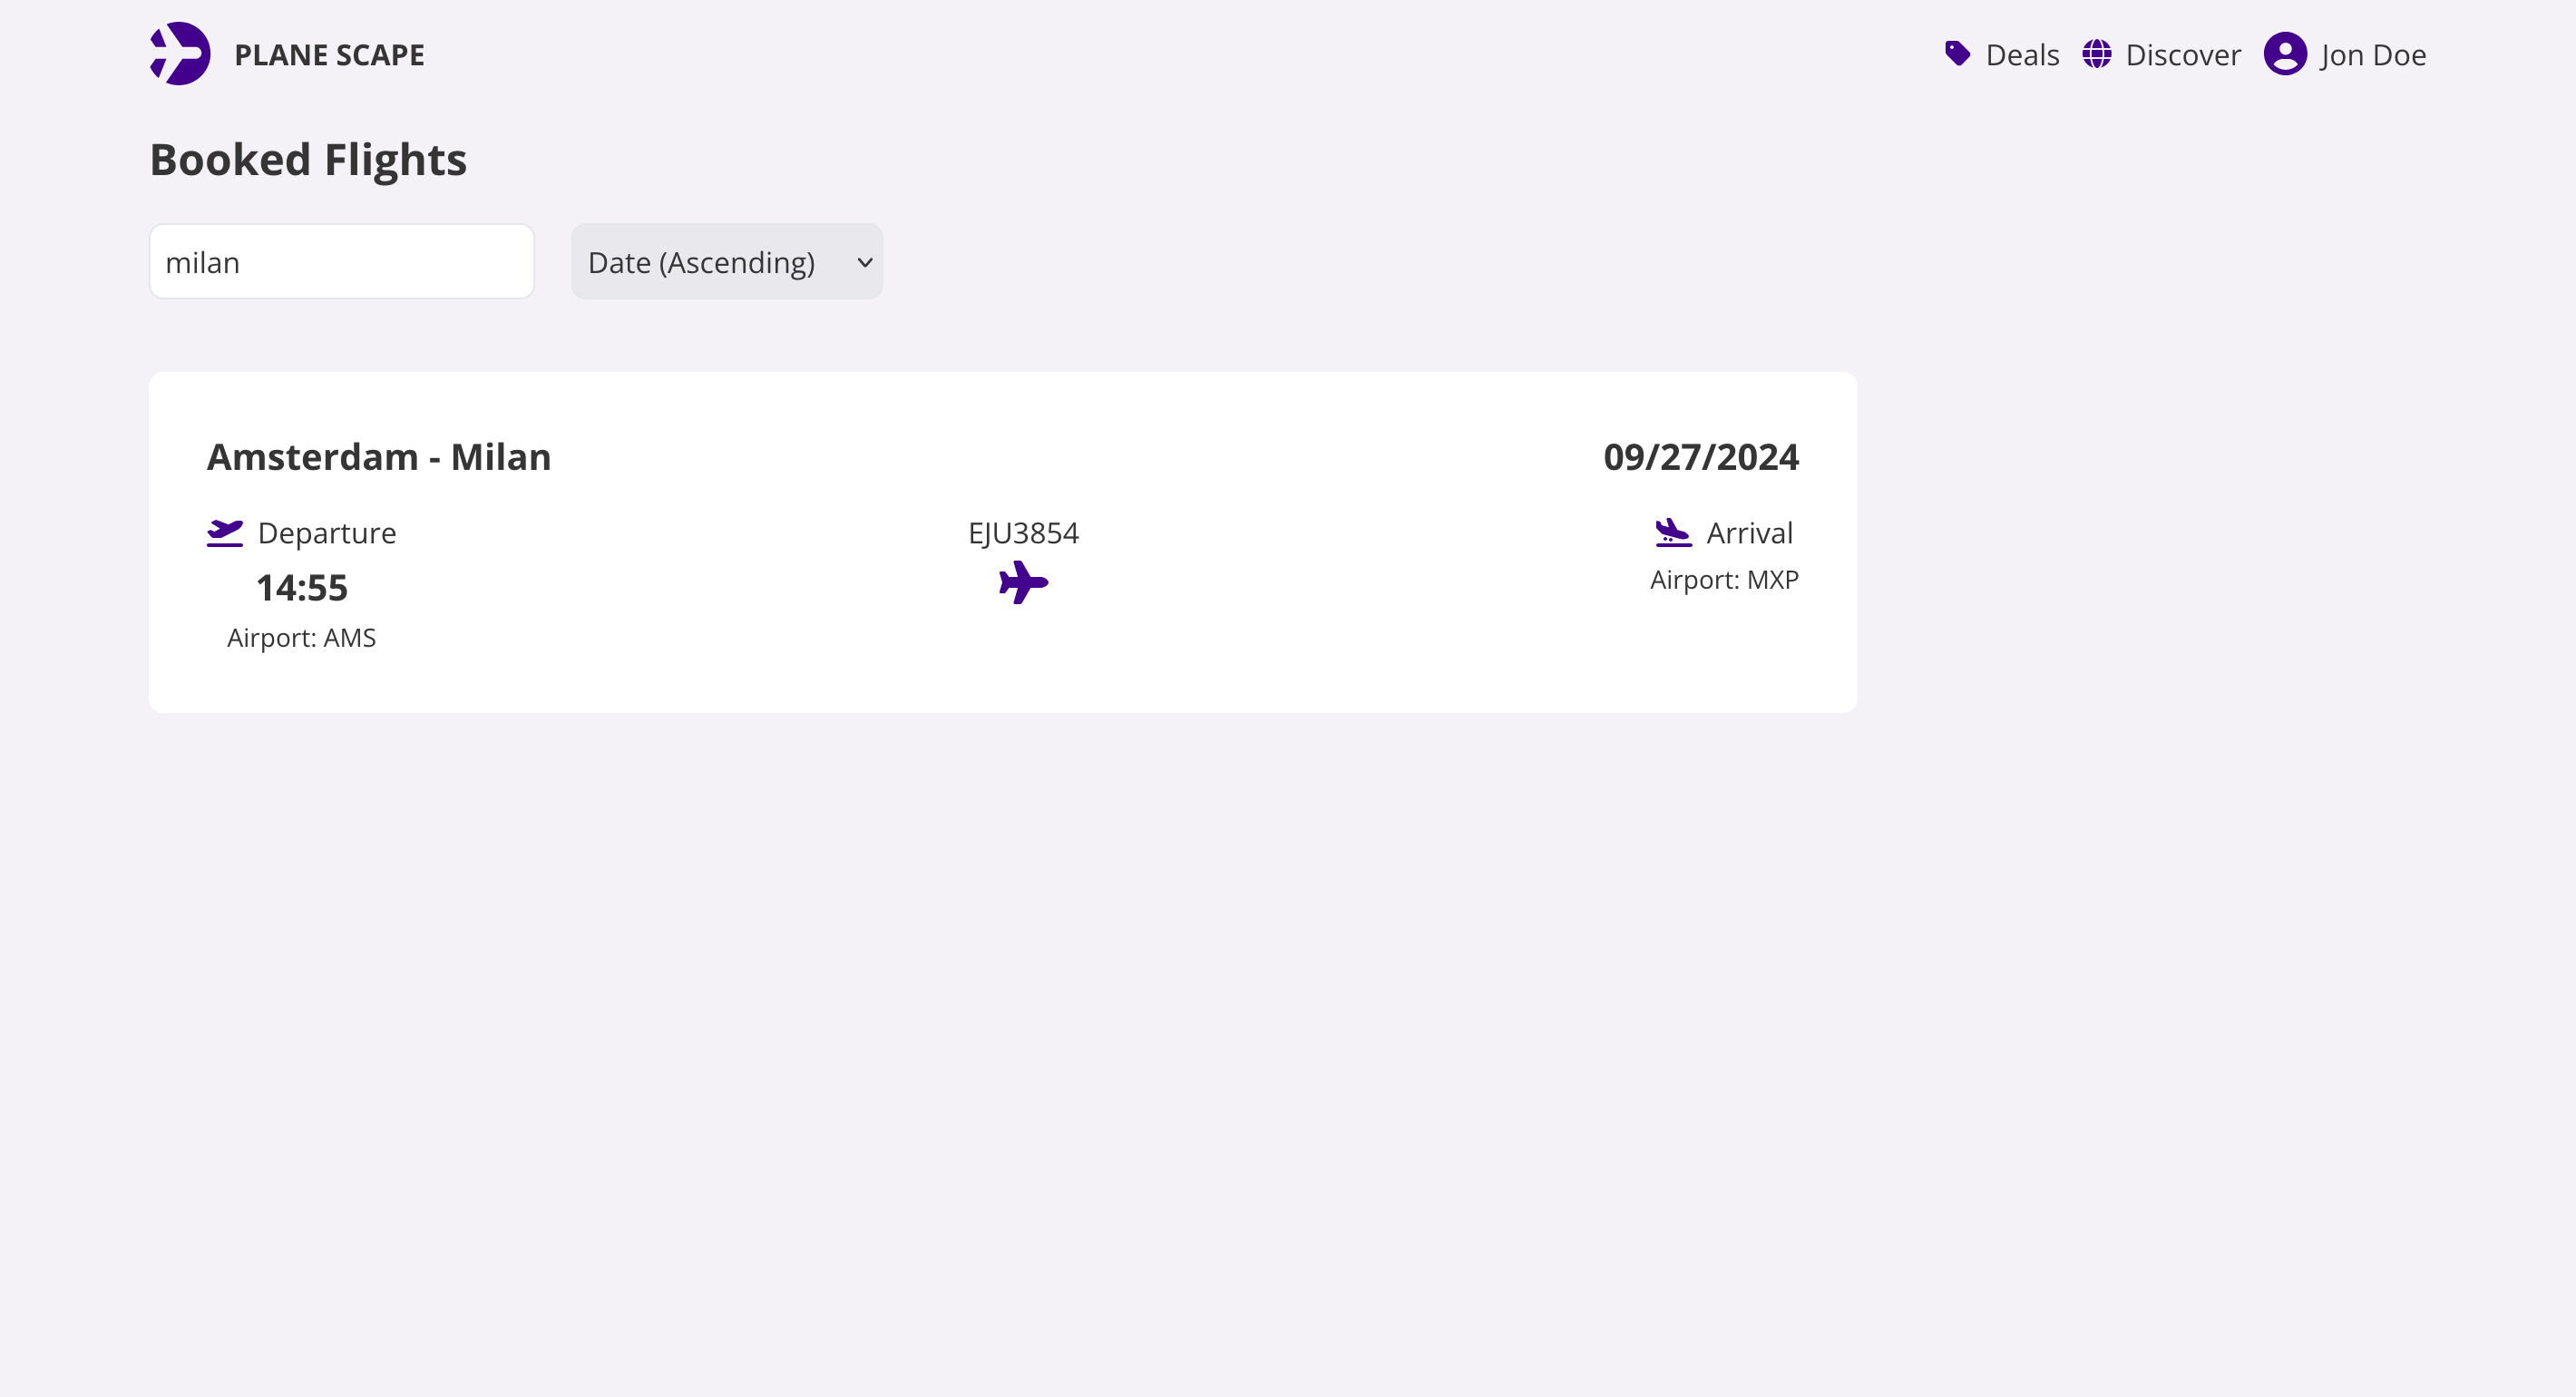 PLANE SCAPE
Deals
Discover
Jon Doe
Booked Flights
milan
Date (Ascending)
Amsterdam - Milan
09/27/2024
Departure
14:55
Airport: AMS
EJU3854
Arrival
Airport: MXP